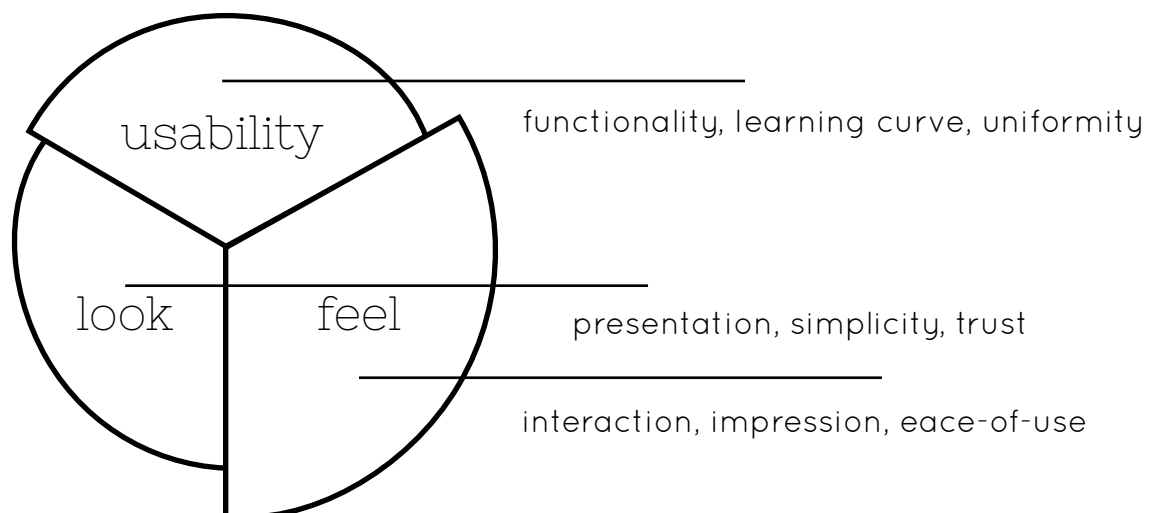 usability
functionality, learning curve, uniformity
look
feel
presentation, simplicity, trust
interaction, impression, eace-of-use